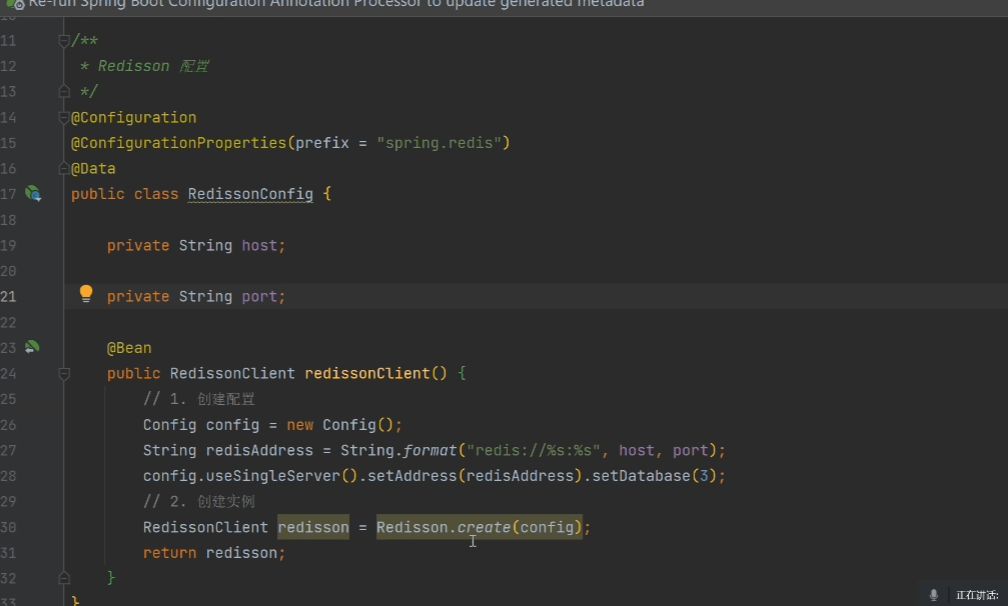 Re-run Spring Boot Configuration Annotation Processor to update generated metadata
11 /**
12 * Redisson 配置
13 */
14 @Configuration
15 @ConfigurationProperties(prefix = "spring.redis")
16 @Data
17 public class RedissonConfig {
18
19 private String host;
20
21 private String port;
22
23 @Bean
24 public RedissonClient redissonClient() {
25 // 1. 创建配置
26 Config config = new Config();
27 String redisAddress = String.format("redis://%s:%s", host, port);
28 config.useSingleServer().setAddress(redisAddress).setDatabase(3);
29 // 2. 创建实例
30 RedissonClient redisson = Redisson.create(config);
31 return redisson;
32 }
33 }
正在讲话: